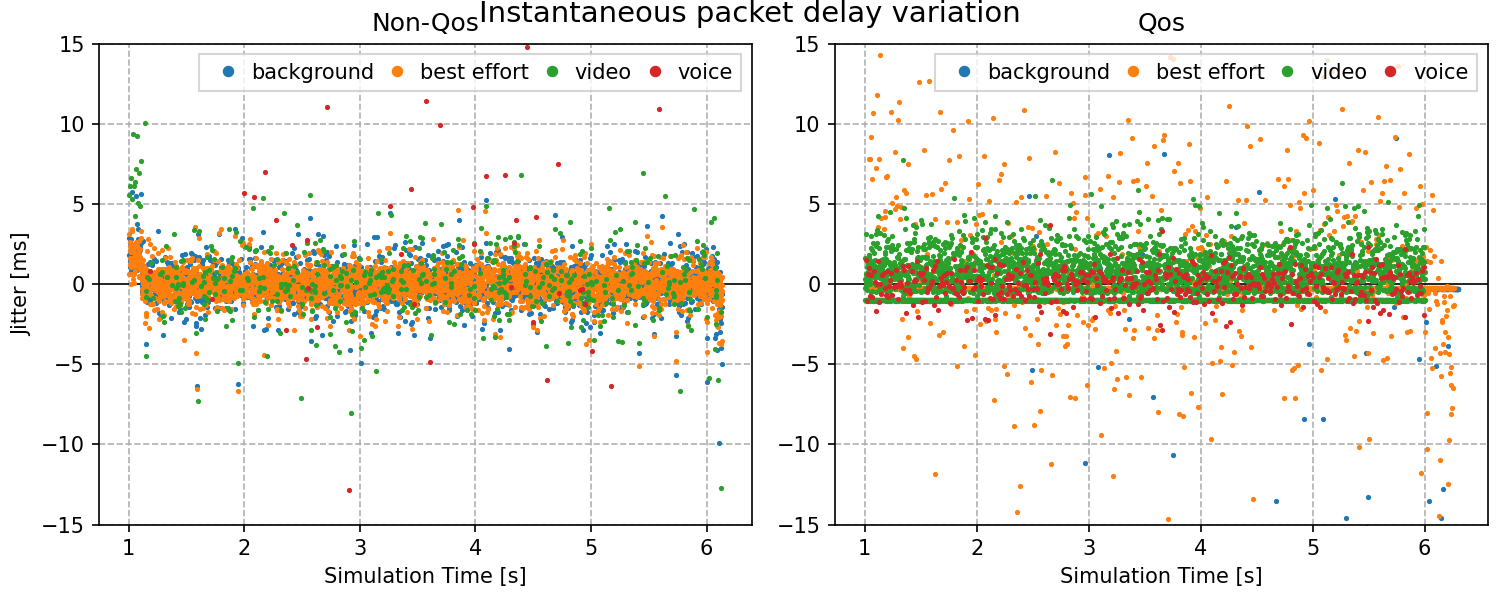 Instantaneous packet delay variation
Non-Qos
Jitter [ms]
15
10
5
0
−5
−10
−15
background best effort video voice
1 2 3 4 5 6
Simulation Time [s]
Qos
15
10
5
0
−5
−10
−15
background best effort video voice
1 2 3 4 5 6
Simulation Time [s]